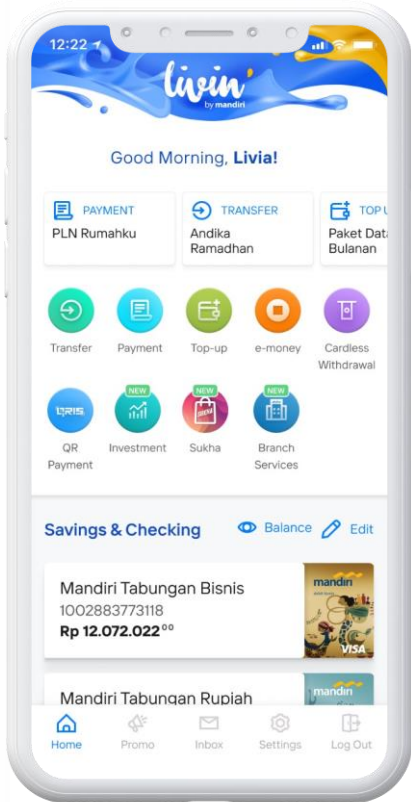 12:22
livin'
by mandiri
Good Morning, Livia!
PAYMENT
PLN Rumahku
TRANSFER
Andika
Ramadhan
TOP U
Paket Data
Bulanan
Transfer
Payment
Top-up
e-money
Cardless
Withdrawal
QRIS
QR
Payment
NEW
Investment
NEW
sukha
Sukha
NEW
Branch
Services
Savings & Checking
Balance
Edit
Mandiri Tabungan Bisnis
1002883773118
Rp 12.072.022⁰⁰
mandiri
VISA
Mandiri Tabungan Rupiah
mandiri
Home
Promo
Inbox
Settings
Log Out